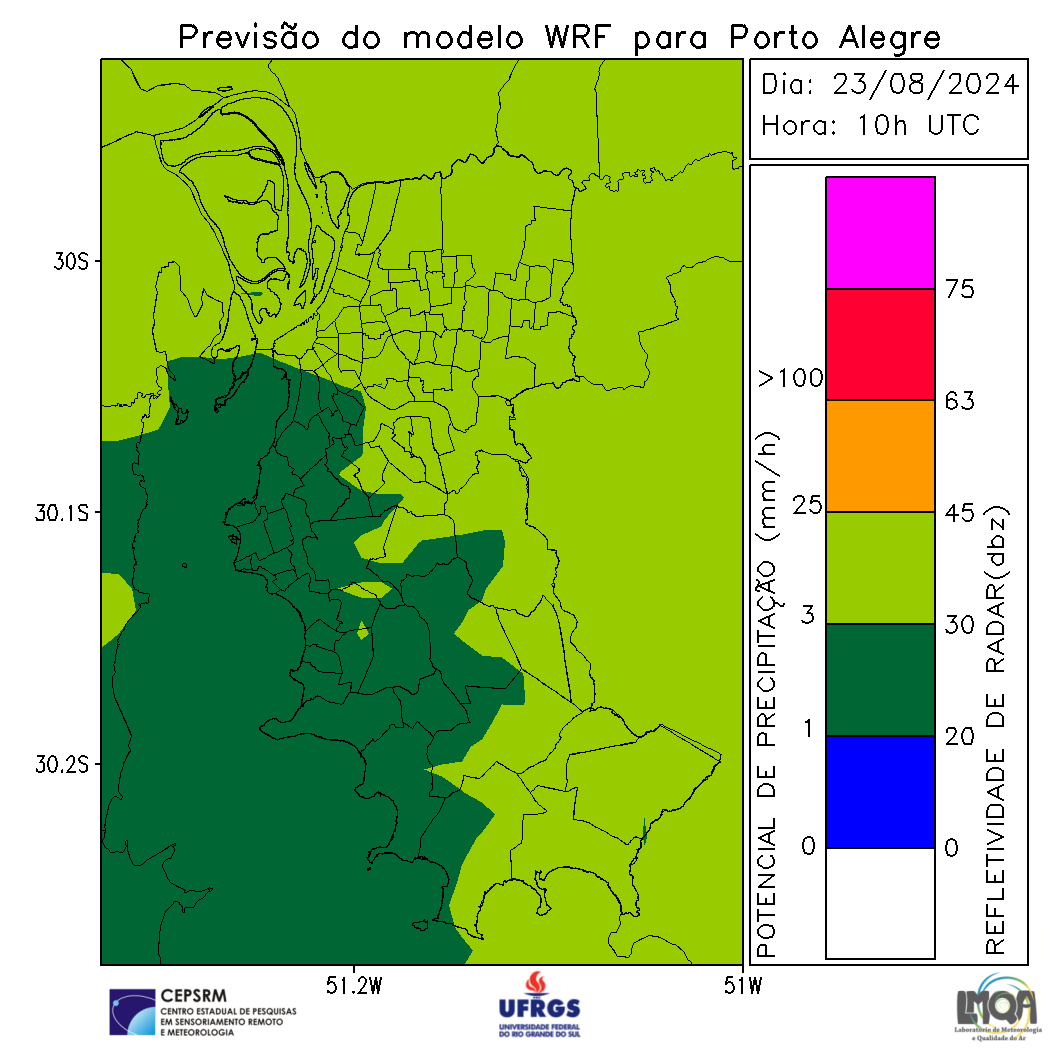 Previsão do modelo WRF para Porto Alegre
Dia: 23/08/2024
Hora: 10h UTC
30S
30.1S
30.2S
51.2W
51W
POTENCIAL DE PRECIPITAÇÃO (mm/h)
>100
25
3
1
0
75
63
45
30
20
0
REFLETIVIDADE DE RADAR(dbz)
CEPSRM
CENTRO ESTADUAL DE PESQUISAS
EM SENSORIAMENTO REMOTO
E METEOROLOGIA
UFRGS
UNIVERSIDADE FEDERAL
DO RIO GRANDE DO SUL
LMQA
Laboratório de Meteorologia
e Qualidade do Ar